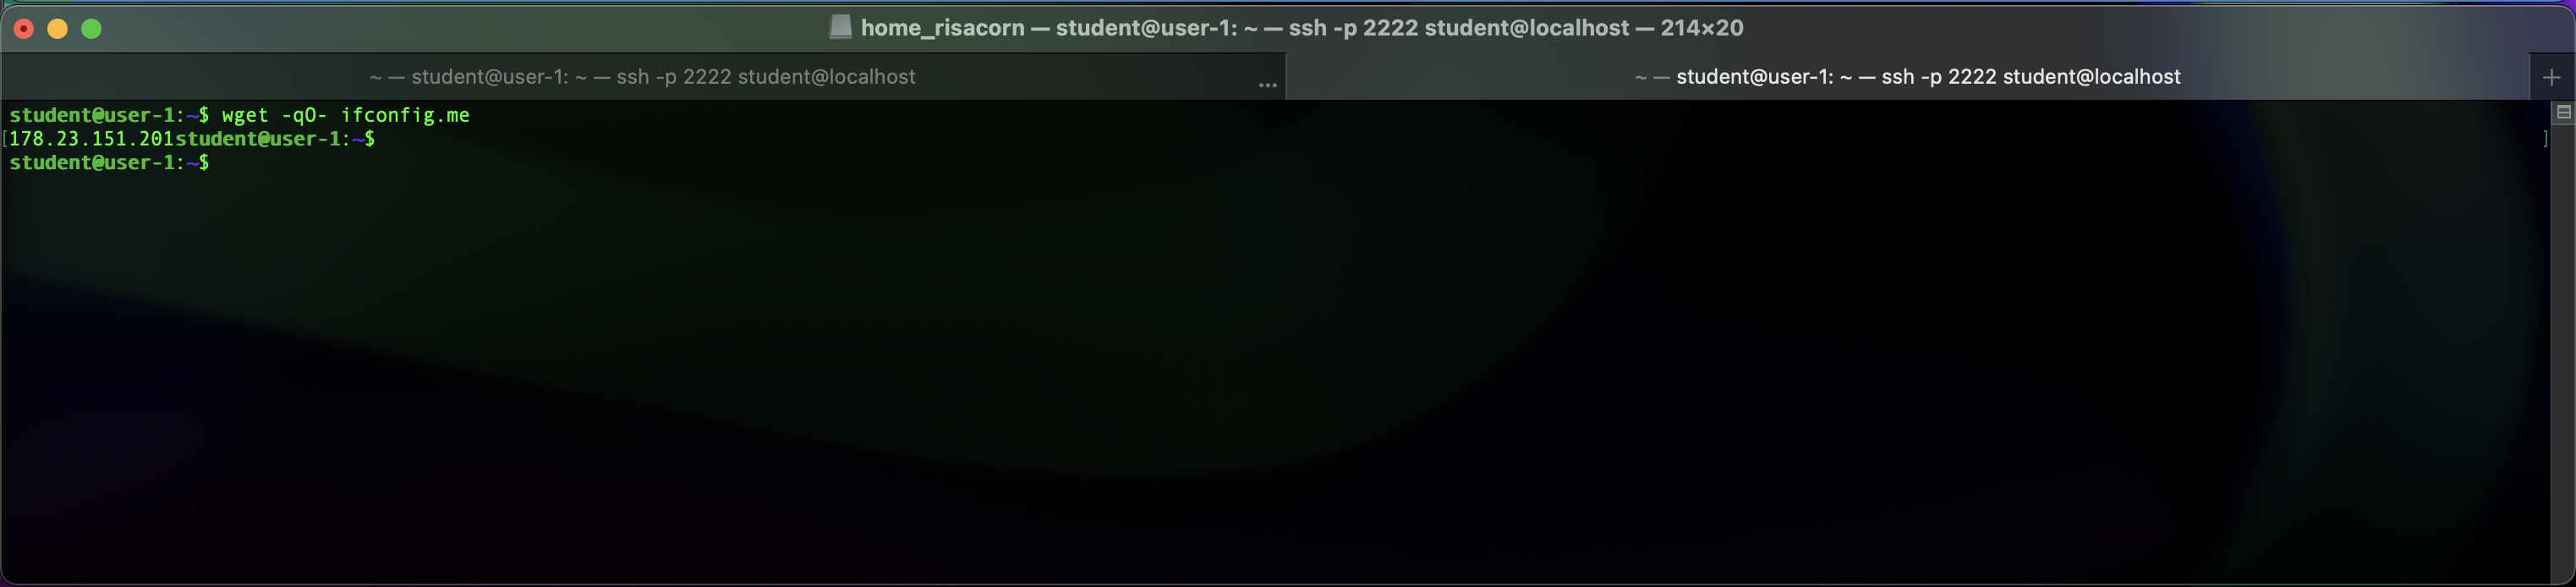 home_risacorn — student@user-1: ~ — ssh -p 2222 student@localhost — 214×20
~ — student@user-1: ~ — ssh -p 2222 student@localhost ...
~ — student@user-1: ~ — ssh -p 2222 student@localhost +
student@user-1:~$ wget -qO- ifconfig.me
[178.23.151.201student@user-1:~$ ]
student@user-1:~$